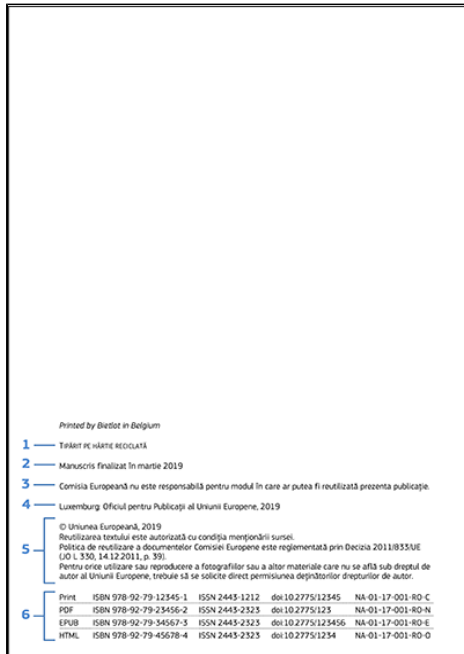 Printed by Bietlot in Belgium
1 TIPĂRIT PE HÂRTIE RECICLATĂ
2 Manuscris finalizat în martie 2019
3 Comisia Europeană nu este responsabilă pentru modul în care ar putea fi reutilizată prezenta publicație.
4 Luxemburg: Oficiul pentru Publicații al Uniunii Europene, 2019
© Uniunea Europeană, 2019
Reutilizarea textului este autorizată cu condiția menționării sursei.
5 Politica de reutilizare a documentelor Comisiei Europene este reglementată prin Decizia 2011/833/UE
(JO L 330, 14.12.2011, p. 39).
Pentru orice utilizare sau reproducere a fotografiilor sau a altor materiale care nu se află sub dreptul de
autor al Uniunii Europene, trebuie să se solicite direct permisiunea deținătorilor drepturilor de autor.
Print ISBN 978-92-79-12345-1 ISSN 2443-1212 doi:10.2775/12345 NA-01-17-001-RO-C
PDF ISBN 978-92-79-23456-2 ISSN 2443-2323 doi:10.2775/123 NA-01-17-001-RO-N
6 EPUB ISBN 978-92-79-34567-3 ISSN 2443-2323 doi:10.2775/123456 NA-01-17-001-RO-E
HTML ISBN 978-92-79-45678-4 ISSN 2443-2323 doi:10.2775/1234 NA-01-17-001-RO-O